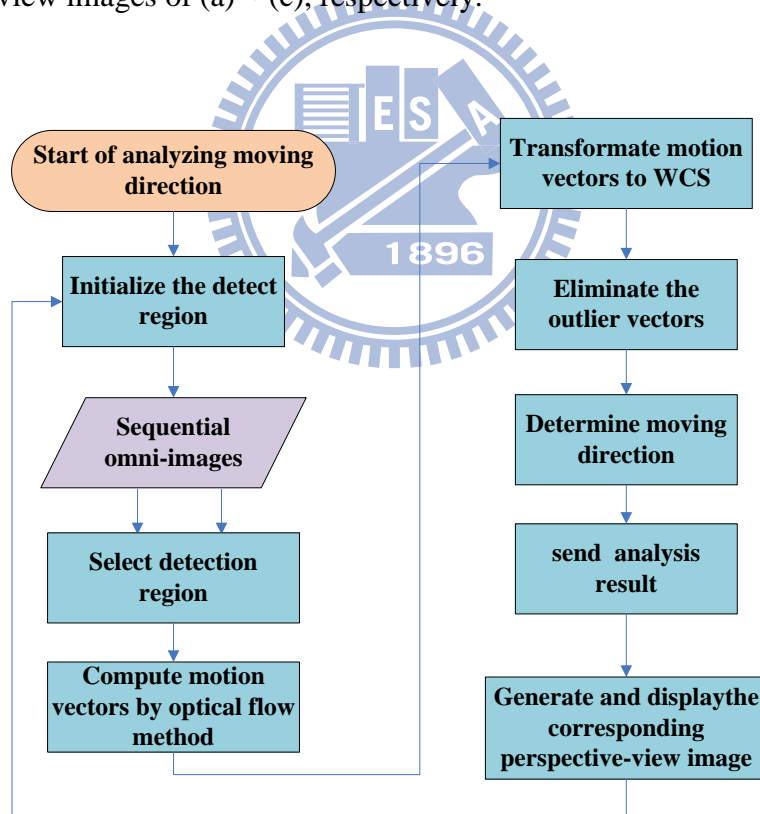 view images of (a) ~ (c), respectively.
E S A
1896
Start of analyzing moving
direction
Initialize the detect
region
Sequential
omni-images
Select detection
region
Compute motion
vectors by optical flow
method
Transformate motion
vectors to WCS
Eliminate the
outlier vectors
Determine moving
direction
send analysis
result
Generate and displaythe
corresponding
perspective-view image